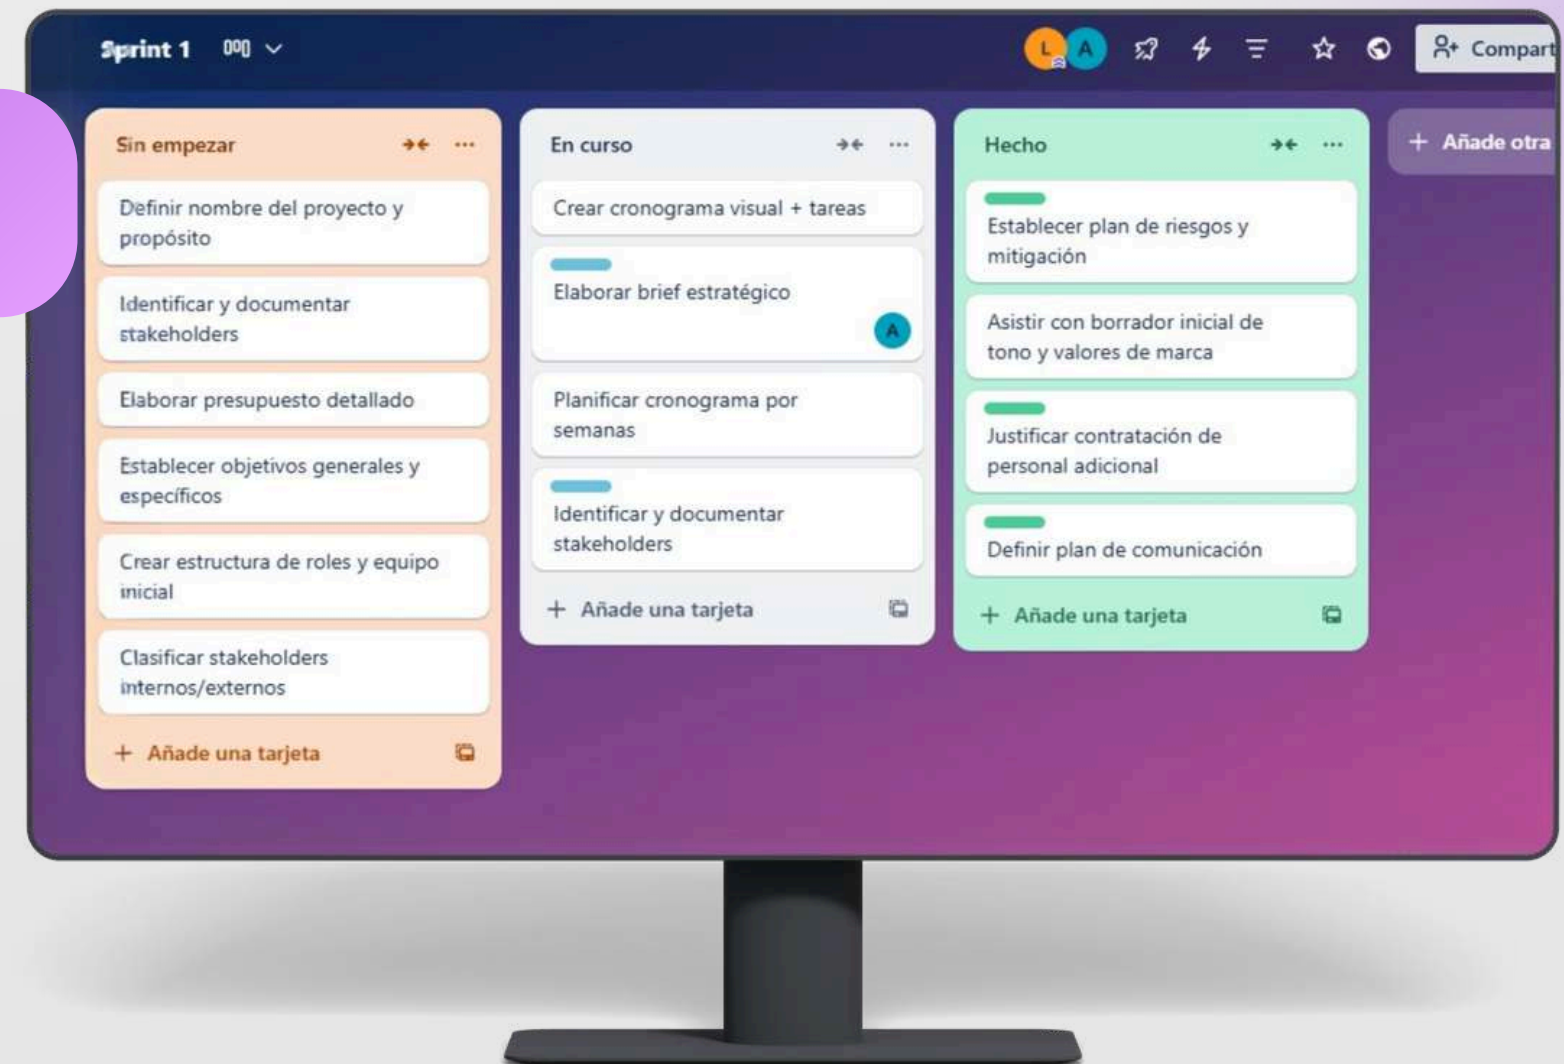 Sprint 1
L
A
Compart
Sin empezar
Definir nombre del proyecto y
propósito
Identificar y documentar
stakeholders
Elaborar presupuesto detallado
Establecer objetivos generales y
específicos
Crear estructura de roles y equipo
inicial
Clasificar stakeholders
internos/externos
+ Añade una tarjeta
En curso
Crear cronograma visual + tareas
Elaborar brief estratégico
A
Planificar cronograma por
semanas
Identificar y documentar
stakeholders
+ Añade una tarjeta
Hecho
Establecer plan de riesgos y
mitigación
Asistir con borrador inicial de
tono y valores de marca
Justificar contratación de
personal adicional
Definir plan de comunicación
+ Añade una tarjeta
+ Añade otra